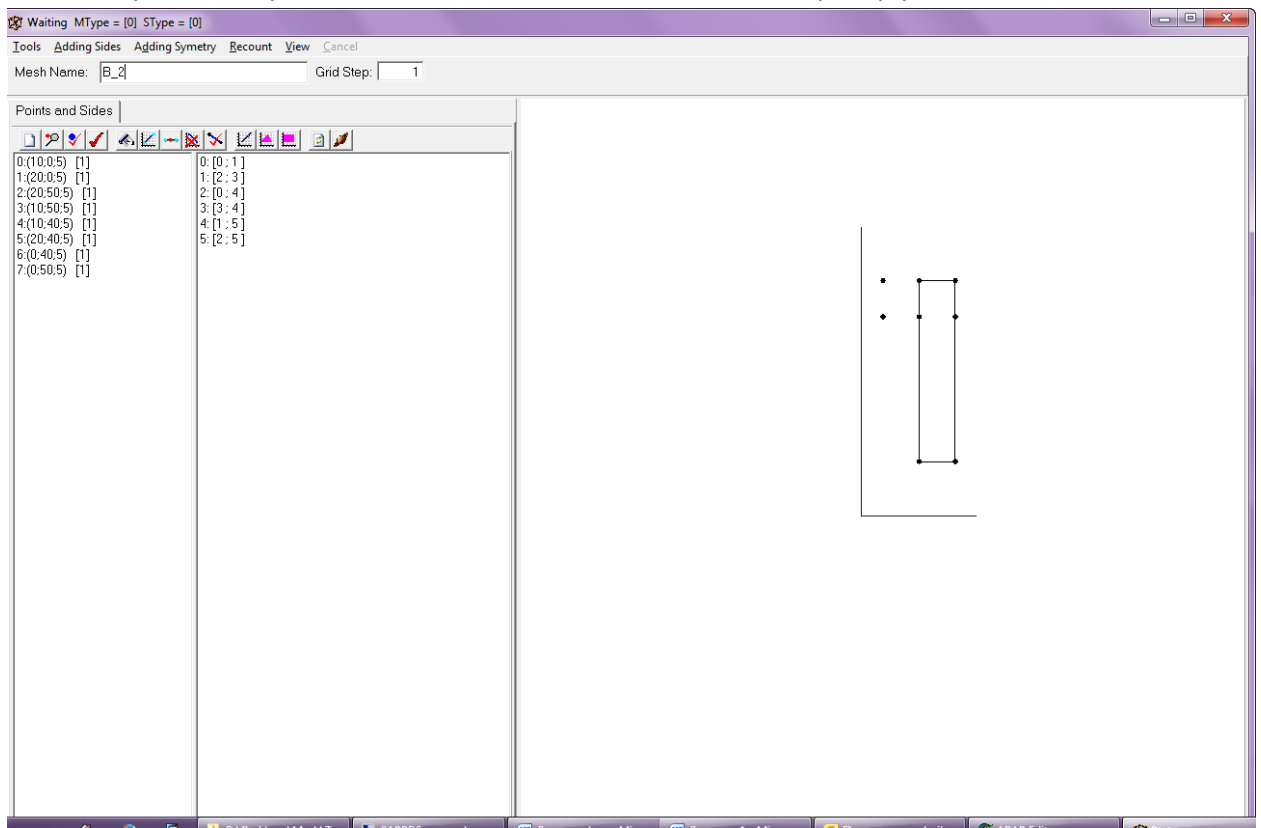 Waiting MType = [0] SType = [0]
Tools Adding Sides Adding Symetry Recount View Cancel
Mesh Name: B_2 Grid Step: 1
Points and Sides
0:(10;0;5) [1]
1:(20;0;5) [1]
2:(20;50;5) [1]
3:(10;50;5) [1]
4:(10;40;5) [1]
5:(20;40;5) [1]
6:(0;40;5) [1]
7:(0;50;5) [1]
0: [0 ; 1 ]
1: [2 ; 3 ]
2: [0 ; 4 ]
3: [3 ; 4 ]
4: [1 ; 5 ]
5: [2 ; 5 ]